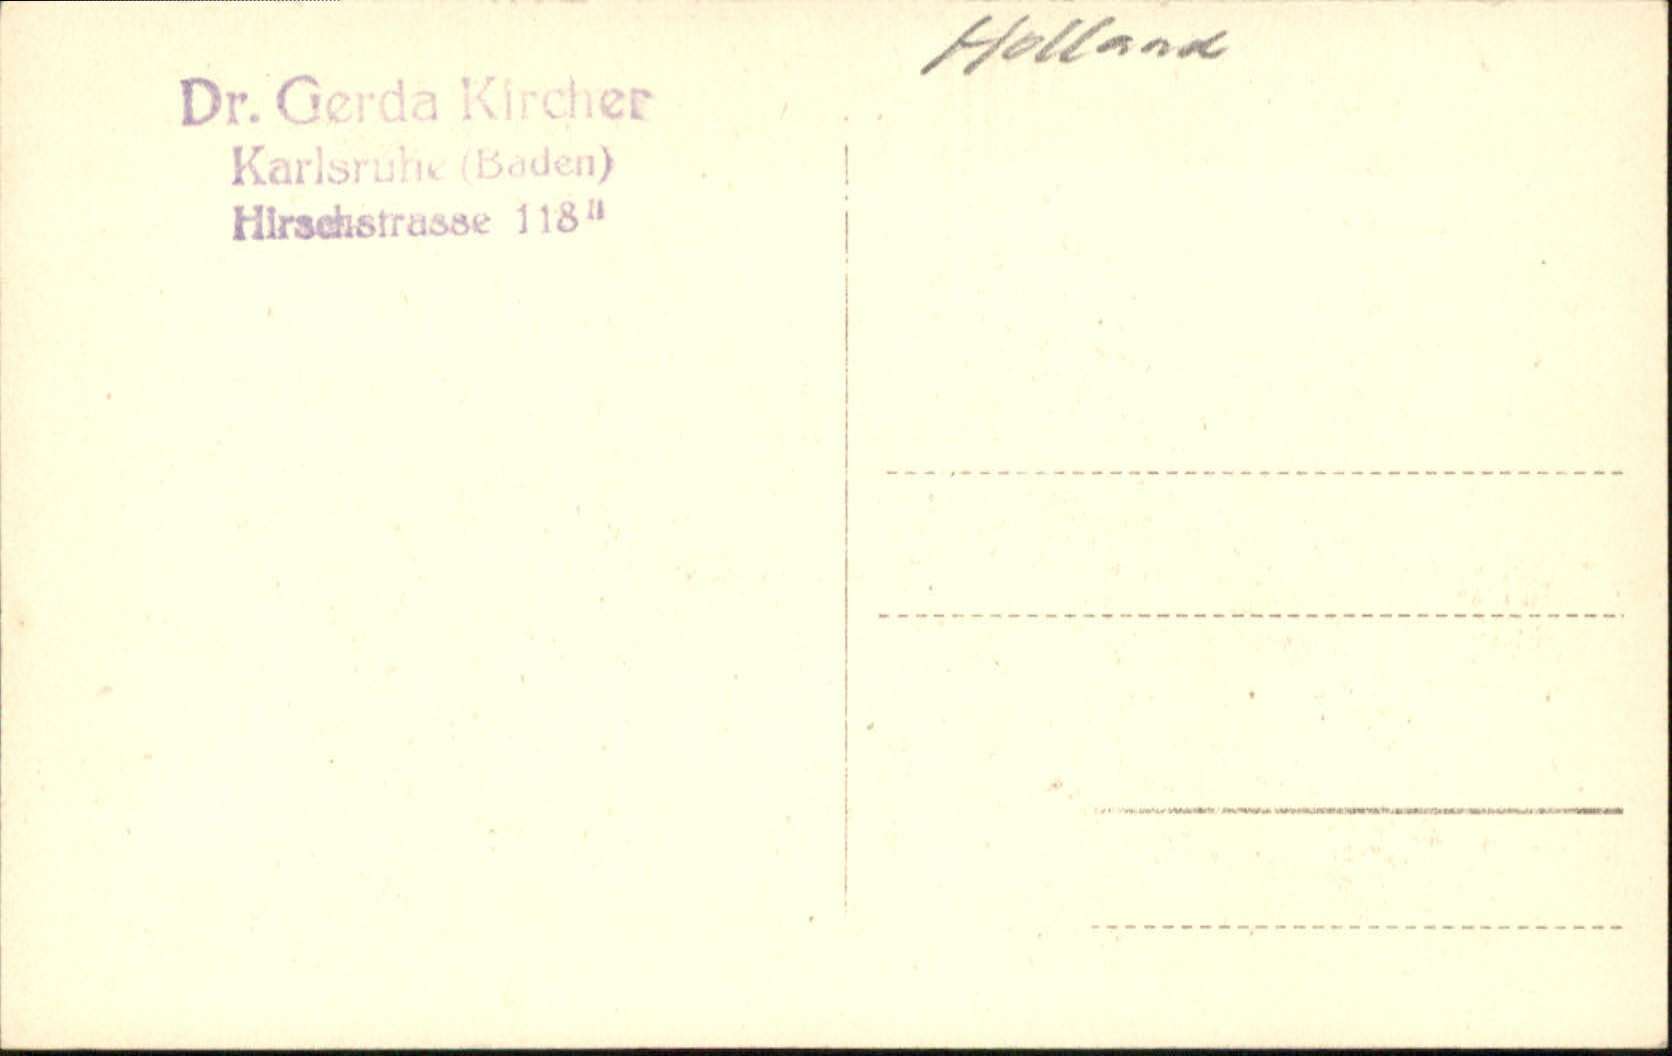 Holland
Dr. Gerda Kircher
Karlsruhe (Baden)
Hirschstrasse 118 II